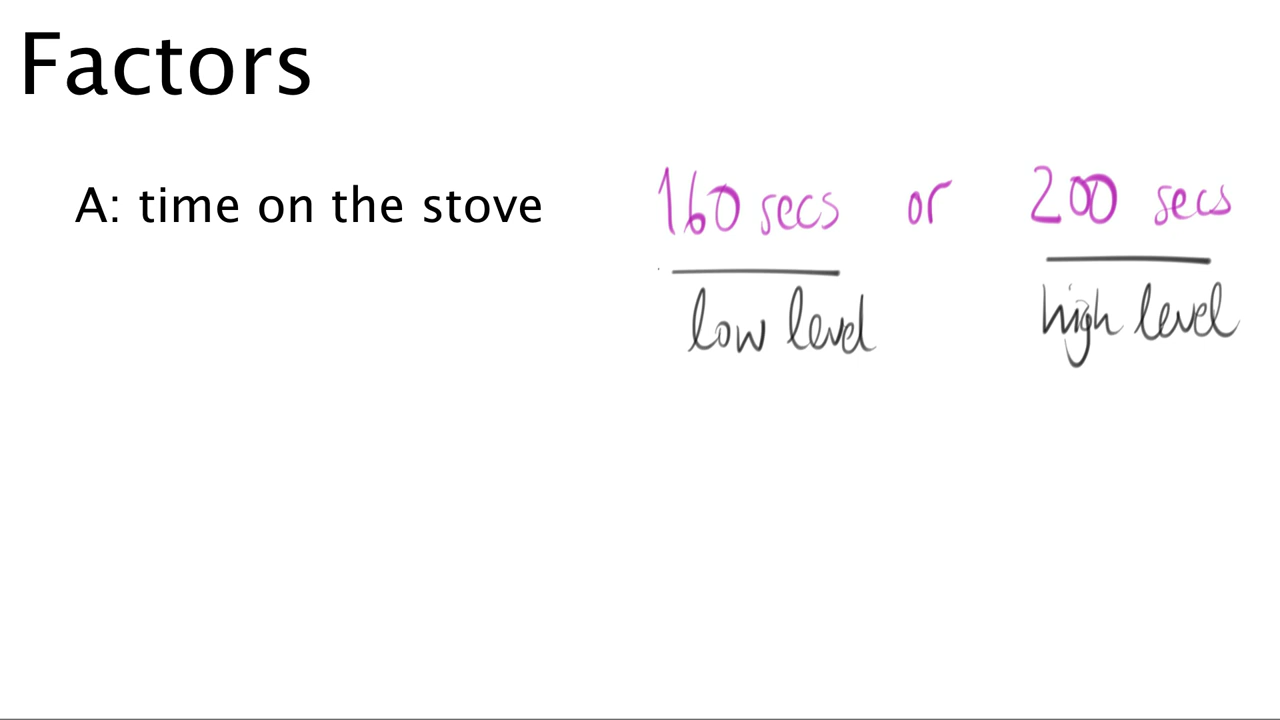 Factors
A: time on the stove 160 secs or 200 secs
low level high level